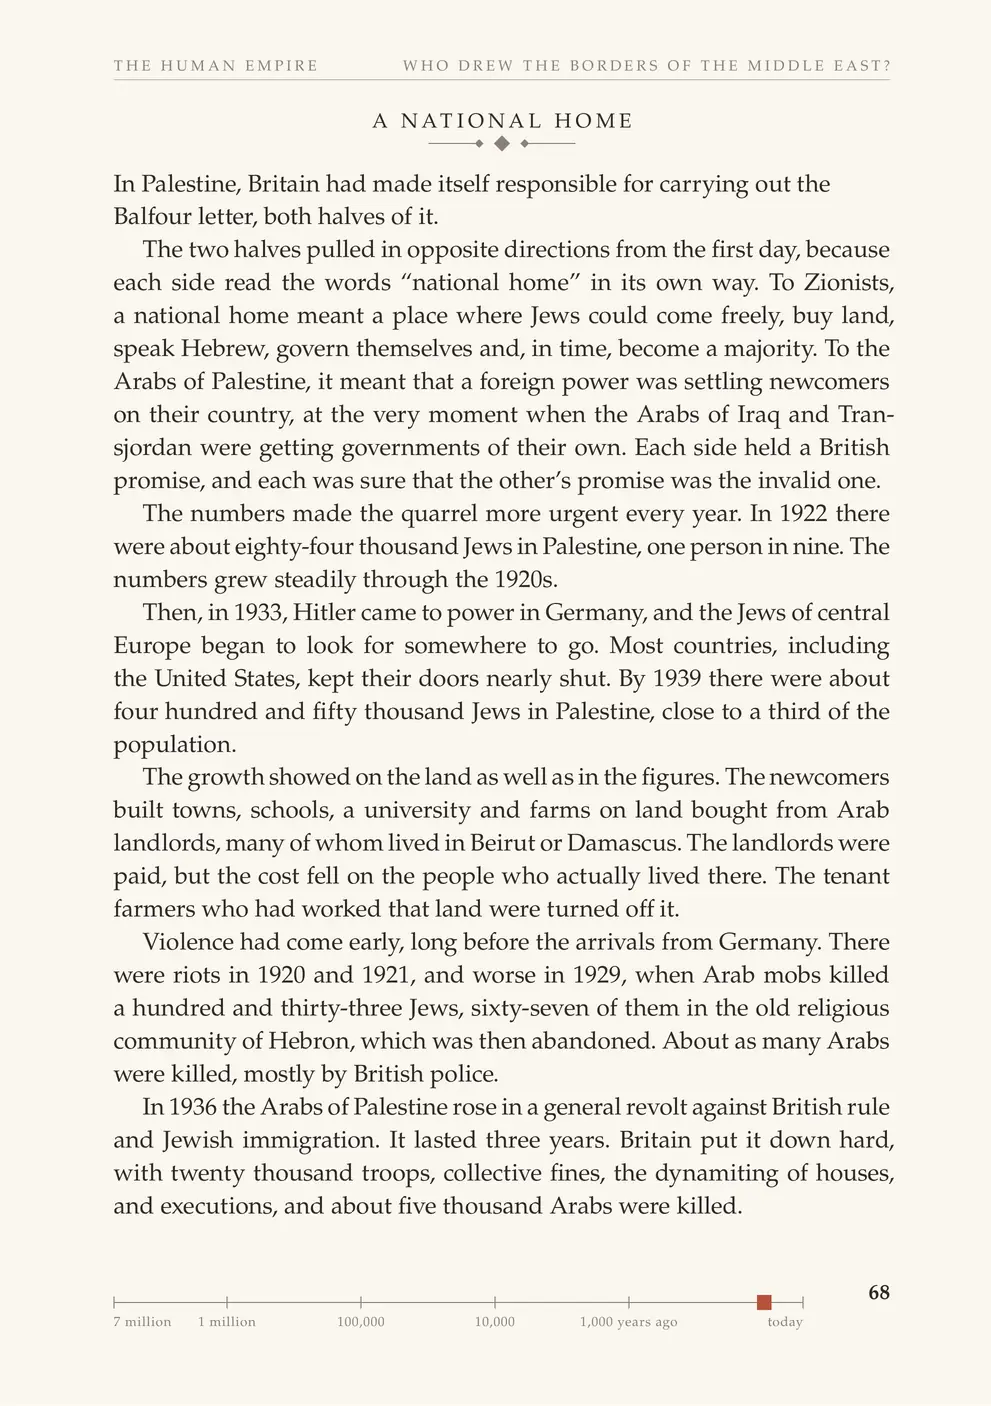 THE HUMAN EMPIRE
WHO DREW THE BORDERS OF THE MIDDLE EAST?
A NATIONAL HOME
In Palestine, Britain had made itself responsible for carrying out the
Balfour letter, both halves of it.
The two halves pulled in opposite directions from the first day, because
each side read the words “national home” in its own way. To Zionists,
a national home meant a place where Jews could come freely, buy land,
speak Hebrew, govern themselves and, in time, become a majority. To the
Arabs of Palestine, it meant that a foreign power was settling newcomers
on their country, at the very moment when the Arabs of Iraq and Tran-
sjordan were getting governments of their own. Each side held a British
promise, and each was sure that the other’s promise was the invalid one.
The numbers made the quarrel more urgent every year. In 1922 there
were about eighty-four thousand Jews in Palestine, one person in nine. The
numbers grew steadily through the 1920s.
Then, in 1933, Hitler came to power in Germany, and the Jews of central
Europe began to look for somewhere to go. Most countries, including
the United States, kept their doors nearly shut. By 1939 there were about
four hundred and fifty thousand Jews in Palestine, close to a third of the
population.
The growth showed on the land as well as in the figures. The newcomers
built towns, schools, a university and farms on land bought from Arab
landlords, many of whom lived in Beirut or Damascus. The landlords were
paid, but the cost fell on the people who actually lived there. The tenant
farmers who had worked that land were turned off it.
Violence had come early, long before the arrivals from Germany. There
were riots in 1920 and 1921, and worse in 1929, when Arab mobs killed
a hundred and thirty-three Jews, sixty-seven of them in the old religious
community of Hebron, which was then abandoned. About as many Arabs
were killed, mostly by British police.
In 1936 the Arabs of Palestine rose in a general revolt against British rule
and Jewish immigration. It lasted three years. Britain put it down hard,
with twenty thousand troops, collective fines, the dynamiting of houses,
and executions, and about five thousand Arabs were killed.
68
7 million
1 million
100,000
10,000
1,000 years ago
today